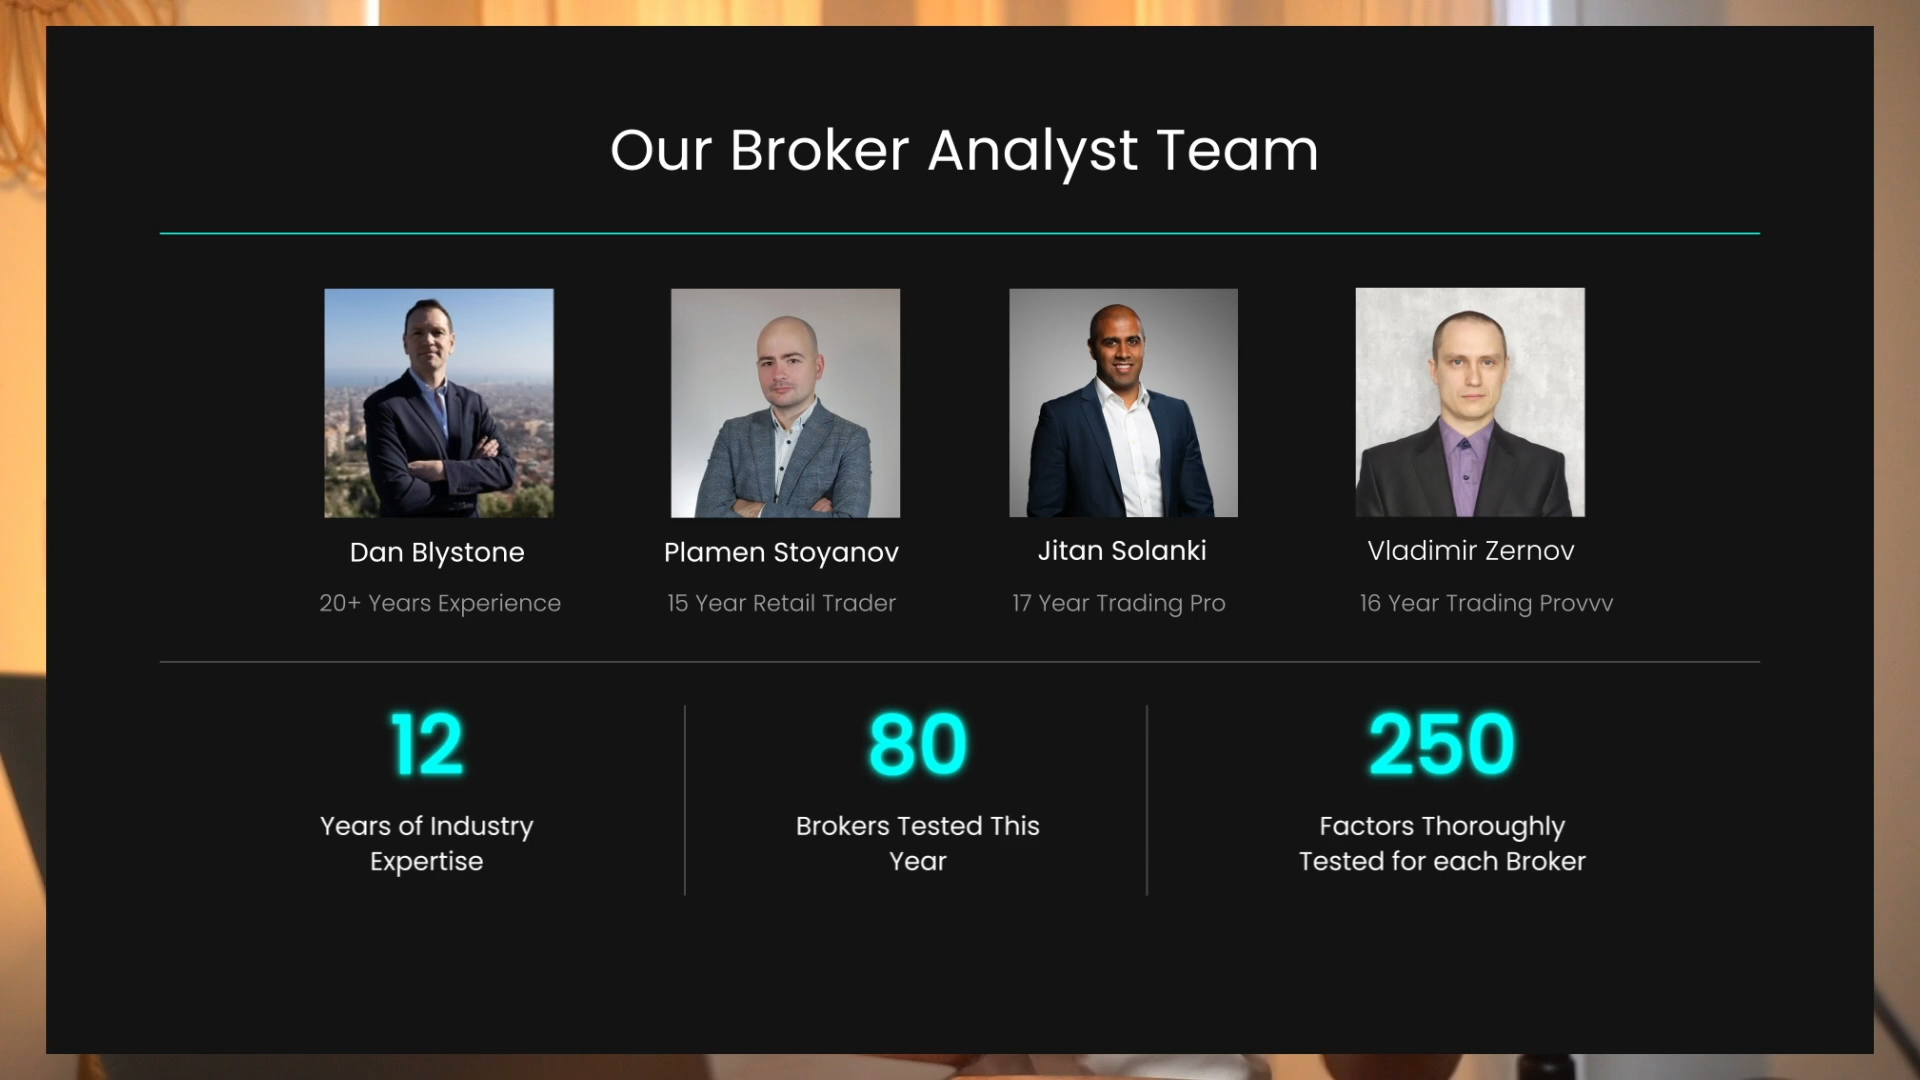 Our Broker Analyst Team
Dan Blystone
Plamen Stoyanov
Jitan Solanki
Vladimir Zernov
20+ Years Experience
15 Year Retail Trader
17 Year Trading Pro
16 Year Trading Provvv
12
80
250
Years of Industry
Expertise
Brokers Tested This
Year
Factors Thoroughly
Tested for each Broker